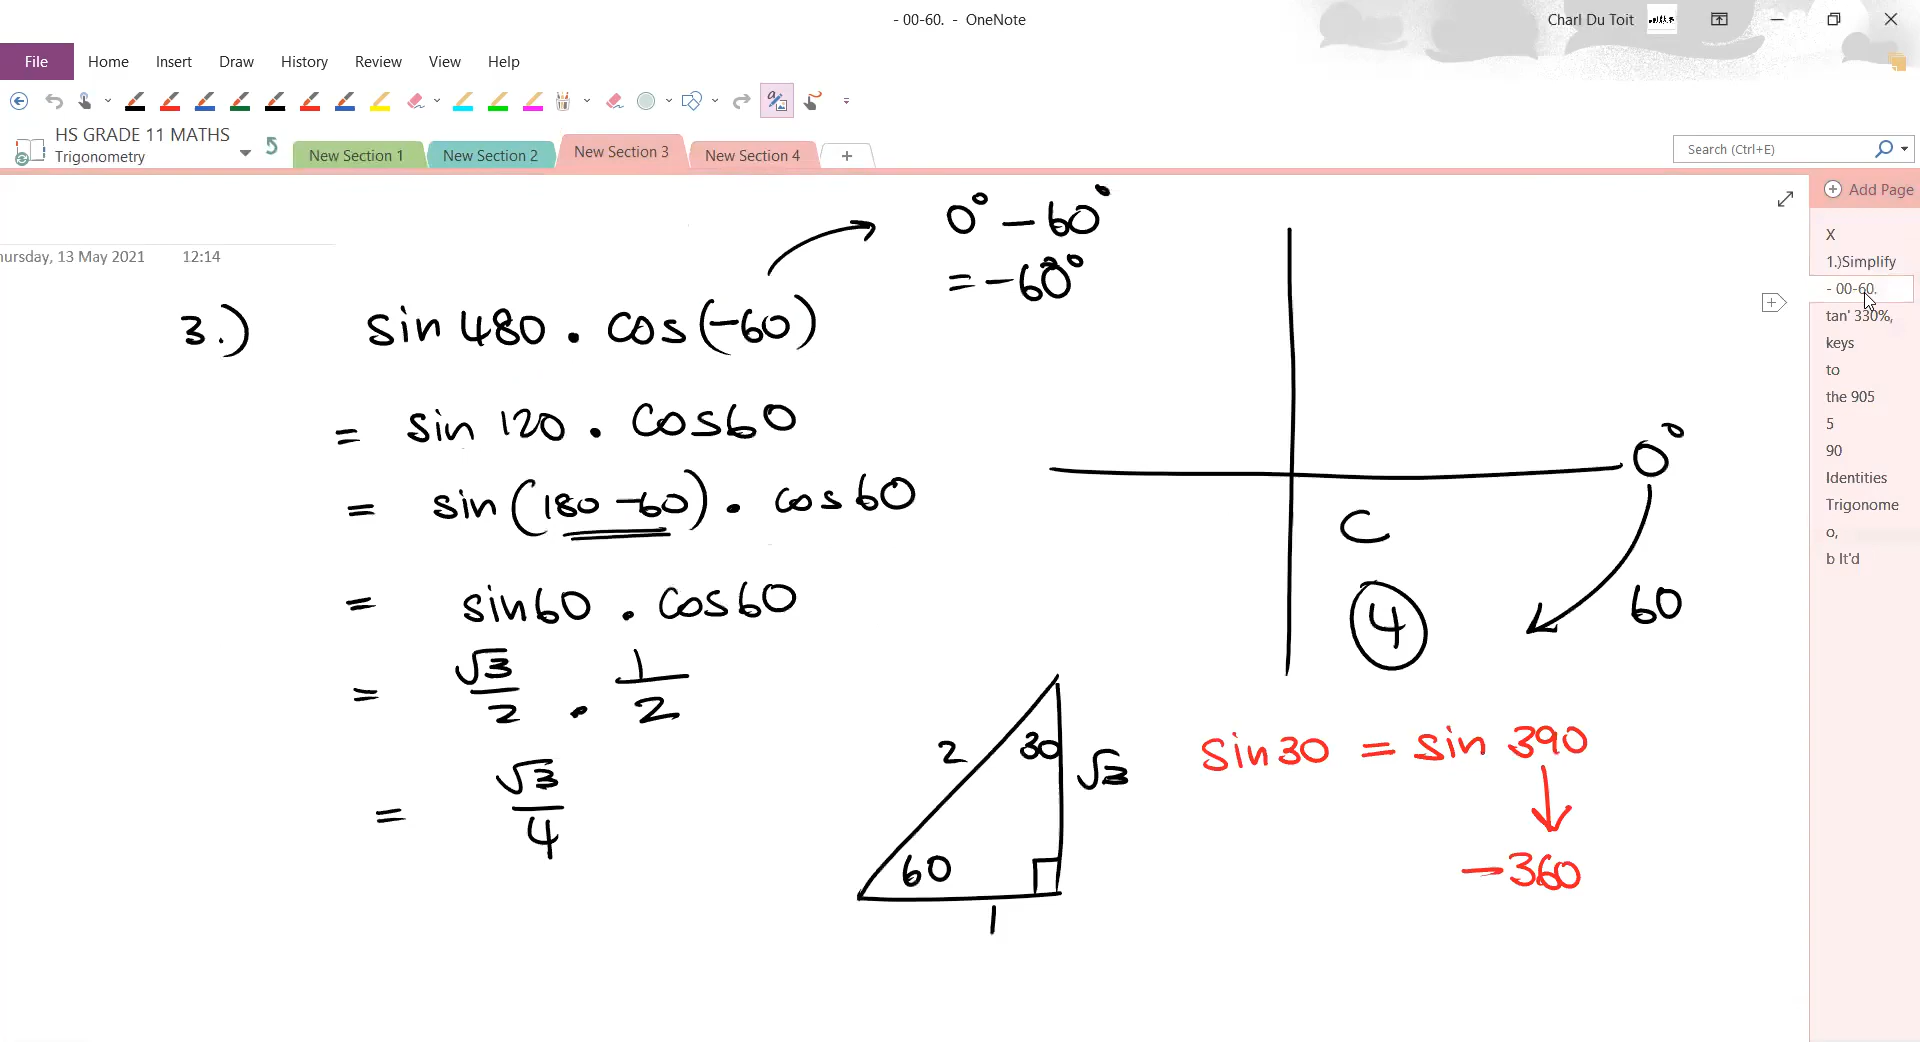 - 00-60. - OneNote
Charl Du Toit
File Home Insert Draw History Review View Help
HS GRADE 11 MATHS
Trigonometry
New Section 1 New Section 2 New Section 3 New Section 4 +
Search (Ctrl+E)
Add Page
X
1.)Simplify
- 00-60.
tan' 330%,
keys
to
the 905
5
90
Identities
Trigonome
o,
b It'd
hursday, 13 May 2021 12:14
0° – 60°
= –60°
3.) sin 480 . cos(–60)
= sin 120 . cos60
= sin (180 – 60) . cos60
= sin60 . cos60
= √3/2 . 1/2
= √3/4
0°
C
60
4
2
30
√3
60
1
sin30 = sin 390
–360